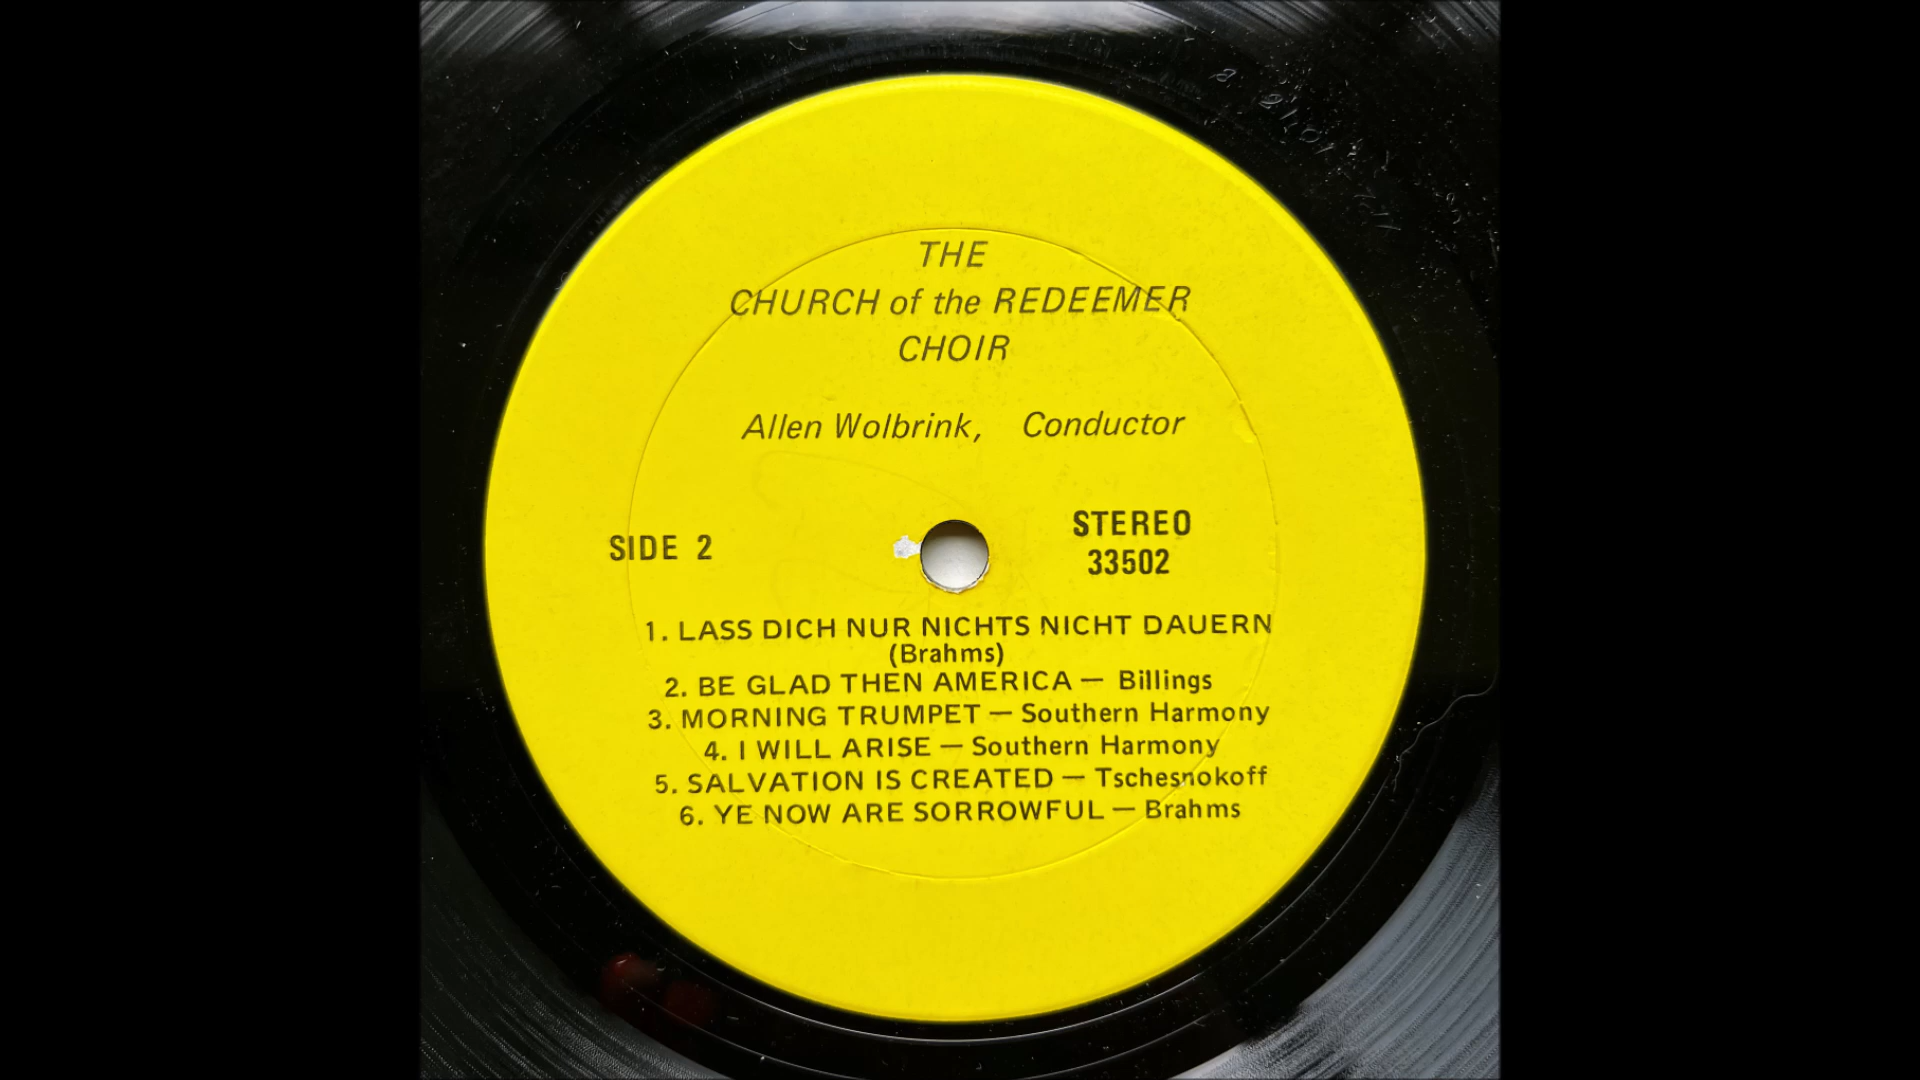 THE
CHURCH of the REDEEMER
CHOIR
Allen Wolbrink, Conductor
SIDE 2
STEREO
33502
1. LASS DICH NUR NICHTS NICHT DAUERN
(Brahms)
2. BE GLAD THEN AMERICA — Billings
3. MORNING TRUMPET — Southern Harmony
4. I WILL ARISE — Southern Harmony
5. SALVATION IS CREATED — Tschesnokoff
6. YE NOW ARE SORROWFUL — Brahms